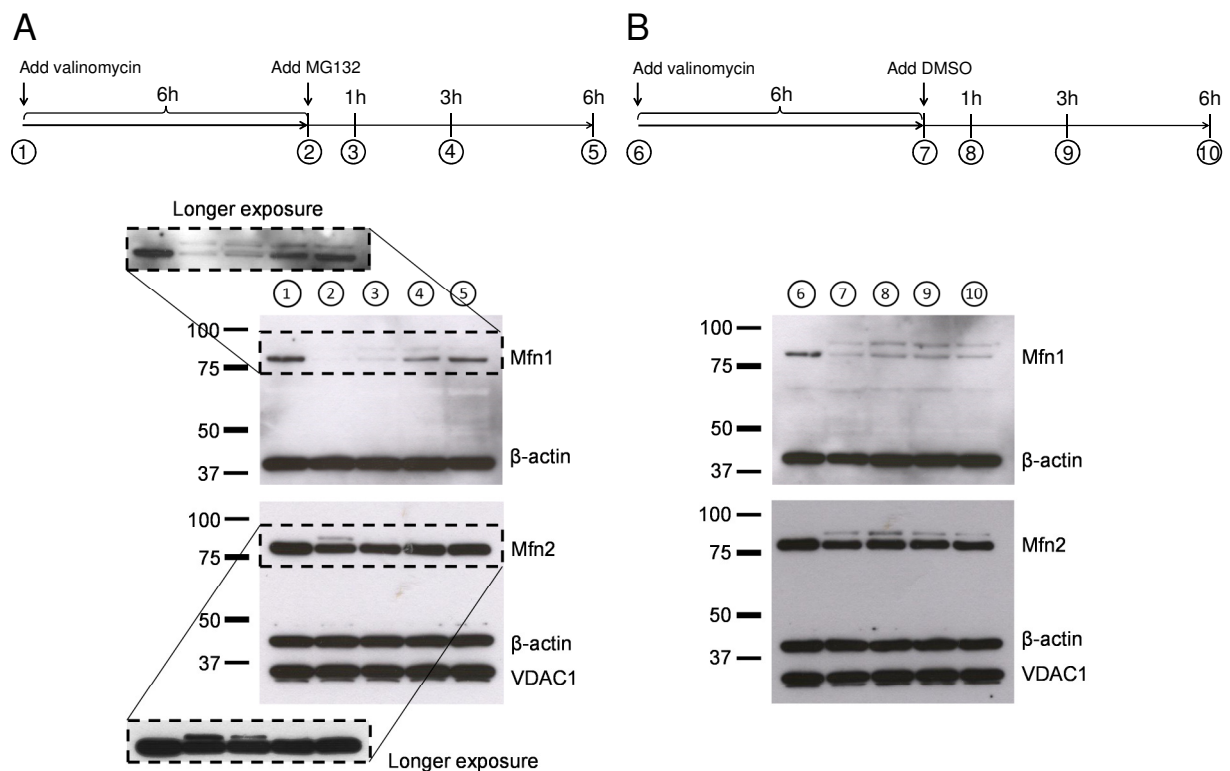 A
Add valinomycin
Add MG132
6h
1h
3h
6h
① ② ③ ④ ⑤
Longer exposure
① ② ③ ④ ⑤
100
75
50
37
Mfn1
β-actin
100
75
50
37
Mfn2
β-actin
VDAC1
Longer exposure
B
Add valinomycin
Add DMSO
6h
1h
3h
6h
⑥ ⑦ ⑧ ⑨ ⑩
⑥ ⑦ ⑧ ⑨ ⑩
100
75
50
37
Mfn1
β-actin
100
75
50
37
Mfn2
β-actin
VDAC1